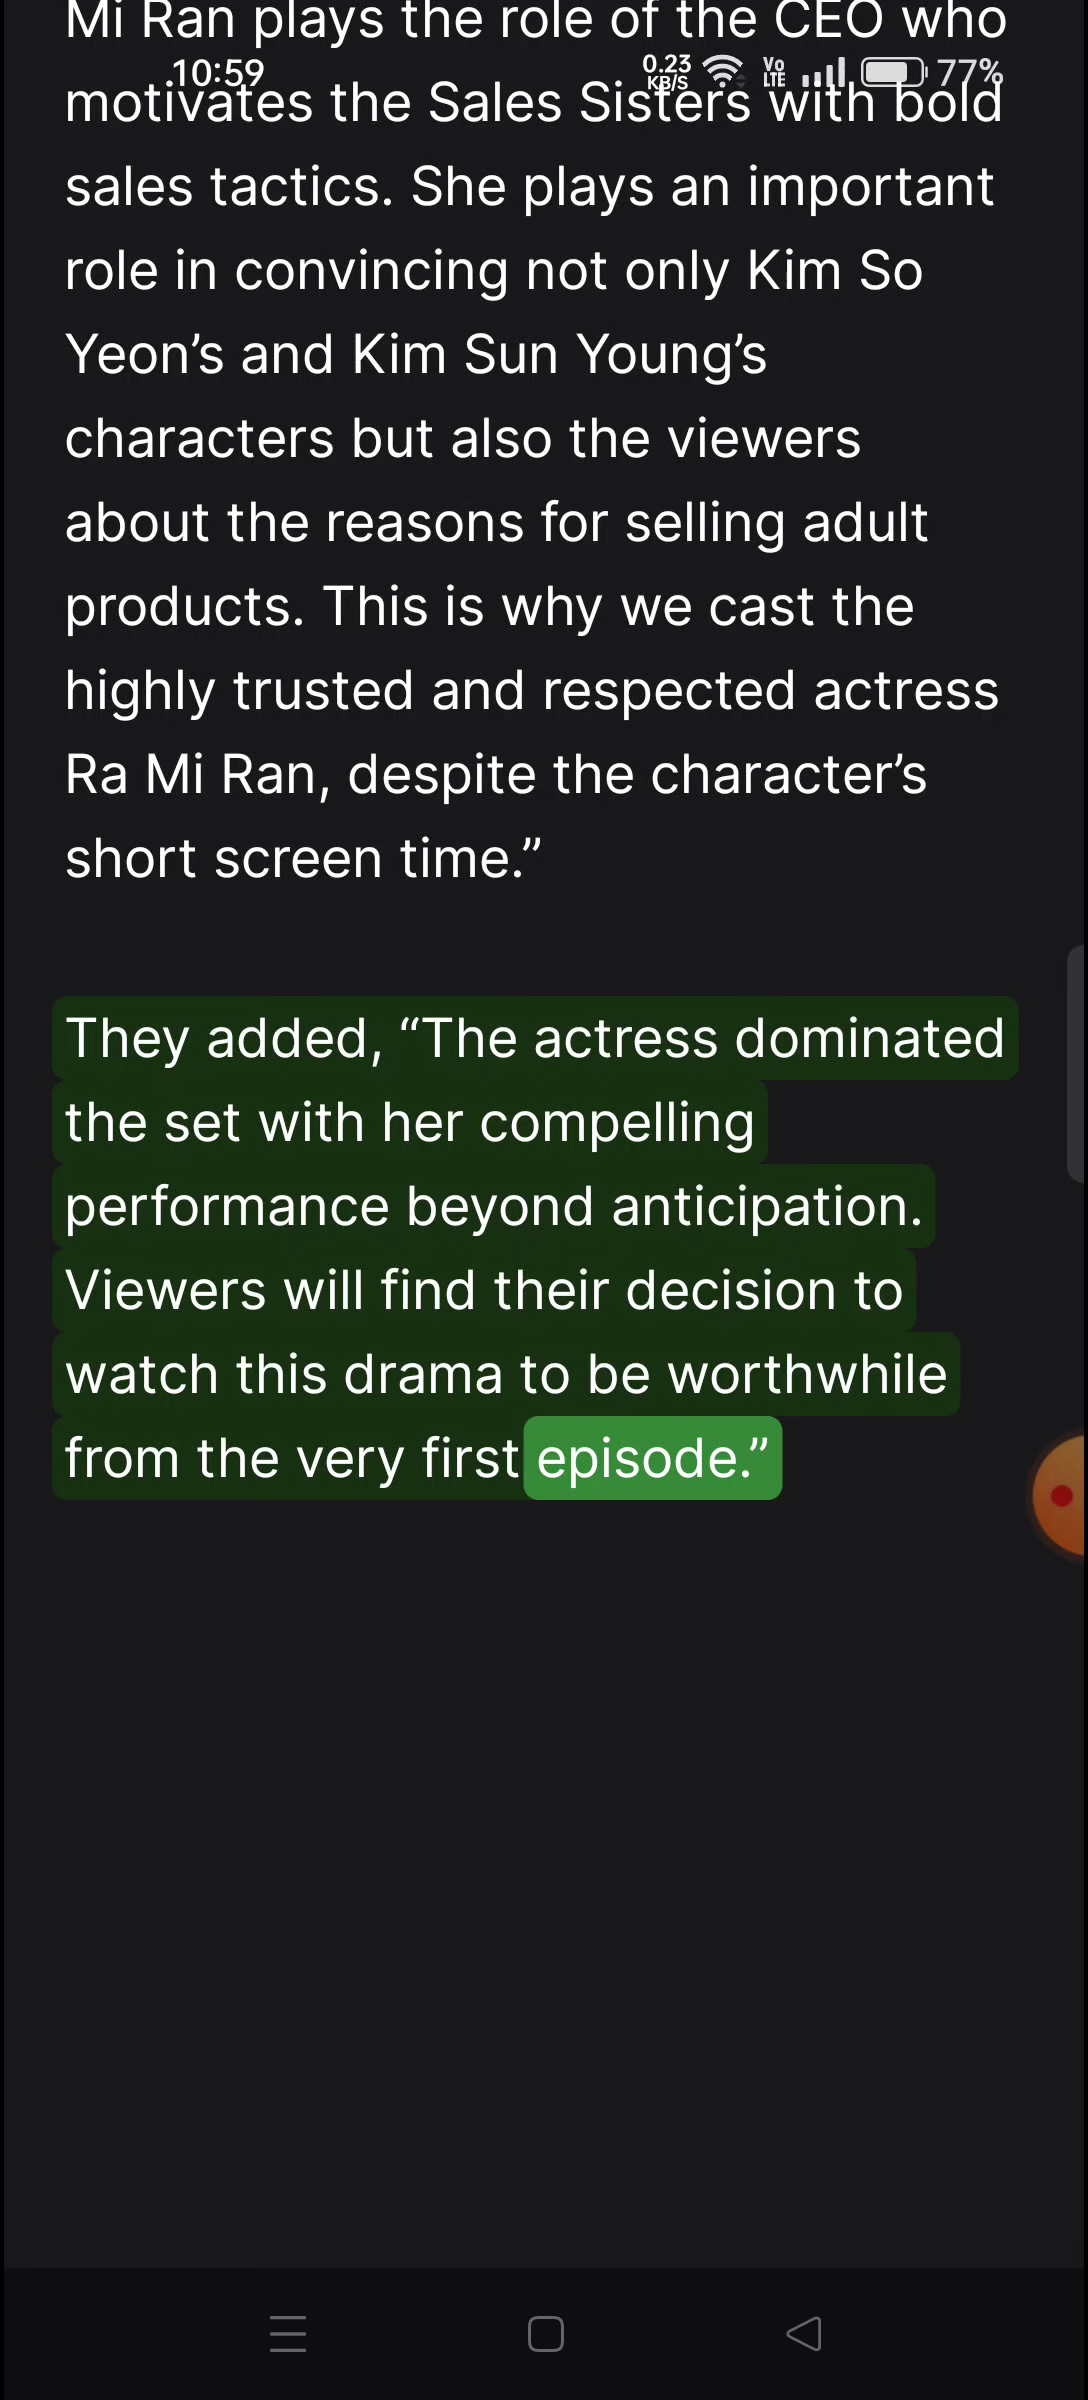 Mi Ran plays the role of the CEO who
10:59
0.23 KB/S Vo LTE 77%
motivates the Sales Sisters with bold
sales tactics. She plays an important
role in convincing not only Kim So
Yeon’s and Kim Sun Young’s
characters but also the viewers
about the reasons for selling adult
products. This is why we cast the
highly trusted and respected actress
Ra Mi Ran, despite the character’s
short screen time.”
They added, “The actress dominated
the set with her compelling
performance beyond anticipation.
Viewers will find their decision to
watch this drama to be worthwhile
from the very first episode.”